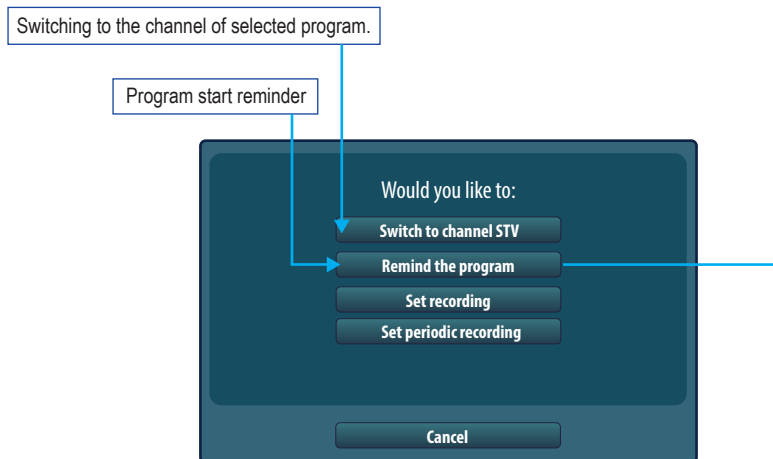 Switching to the channel of selected program.
Program start reminder
Would you like to:
Switch to channel STV
Remind the program
Set recording
Set periodic recording
Cancel